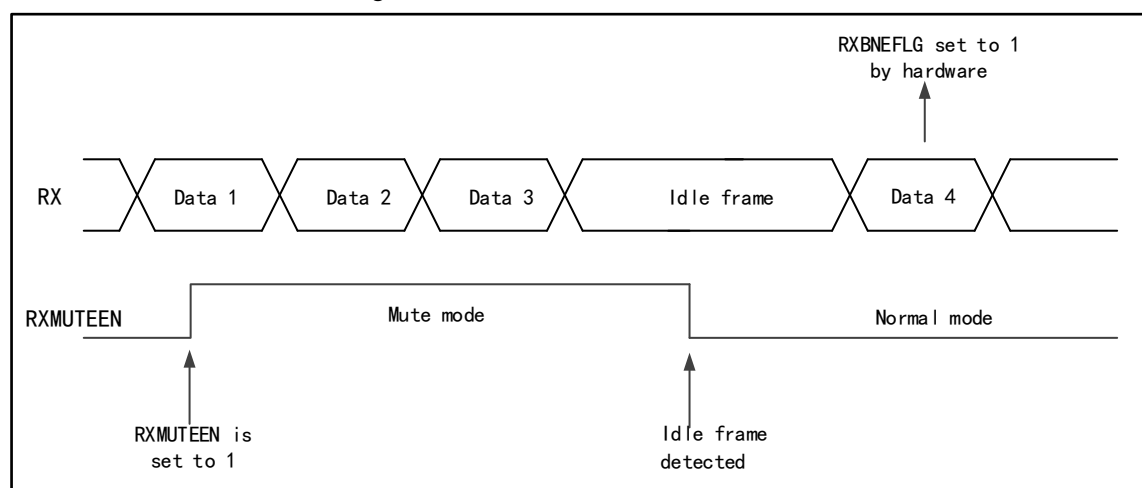 RXBNEFLG set to 1
by hardware
RX
Data 1
Data 2
Data 3
Idle frame
Data 4
RXMUTEEN
Mute mode
Normal mode
RXMUTEEN is
set to 1
Idle frame
detected